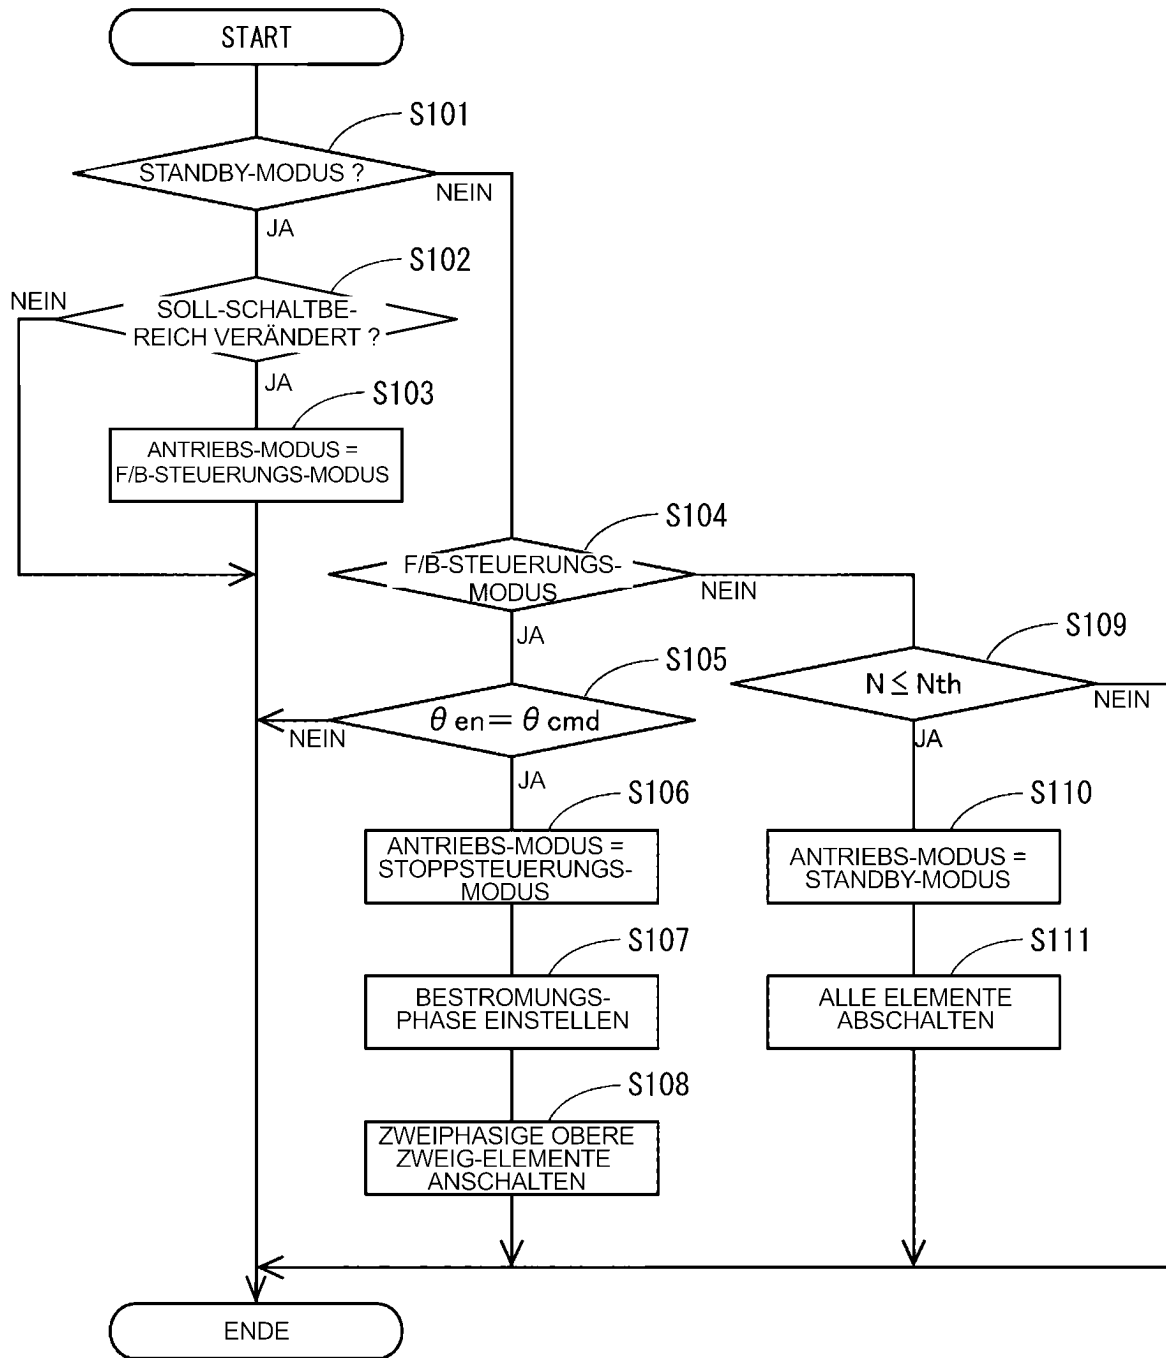 START
S101
STANDBY-MODUS ?
NEIN
JA
S102
NEIN
SOLL-SCHALTBE-
REICH VERÄNDERT ?
JA
S103
ANTRIEBS-MODUS =
F/B-STEUERUNGS-MODUS
S104
F/B-STEUERUNGS-
MODUS
NEIN
JA
S109
N ≦ Nth
NEIN
JA
S105
θ en = θ cmd
NEIN
JA
S106
ANTRIEBS-MODUS =
STOPPSTEUERUNGS-
MODUS
S110
ANTRIEBS-MODUS =
STANDBY-MODUS
S107
BESTROMUNGS-
PHASE EINSTELLEN
S111
ALLE ELEMENTE
ABSCHALTEN
S108
ZWEIPHASIGE OBERE
ZWEIG-ELEMENTE
ANSCHALTEN
ENDE